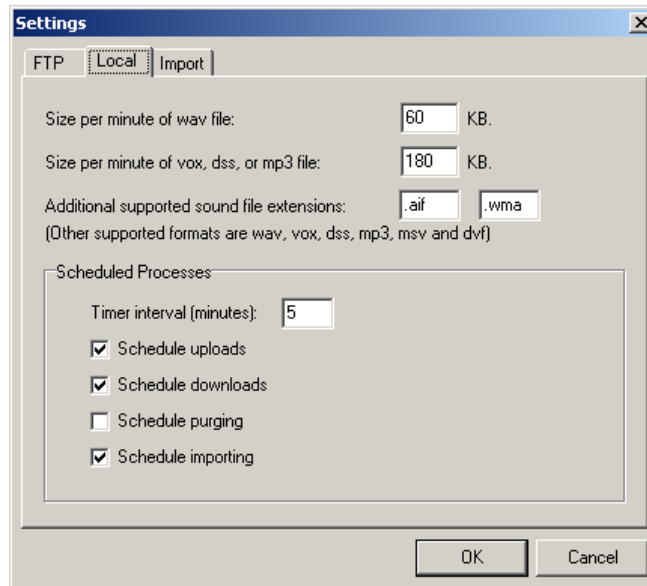 Settings
FTP Local Import
Size per minute of wav file: 60 KB.
Size per minute of vox, dss, or mp3 file: 180 KB.
Additional supported sound file extensions: .aif .wma
(Other supported formats are wav, vox, dss, mp3, msv and dvf)
Scheduled Processes
Timer interval (minutes): 5
Schedule uploads
Schedule downloads
Schedule purging
Schedule importing
OK Cancel